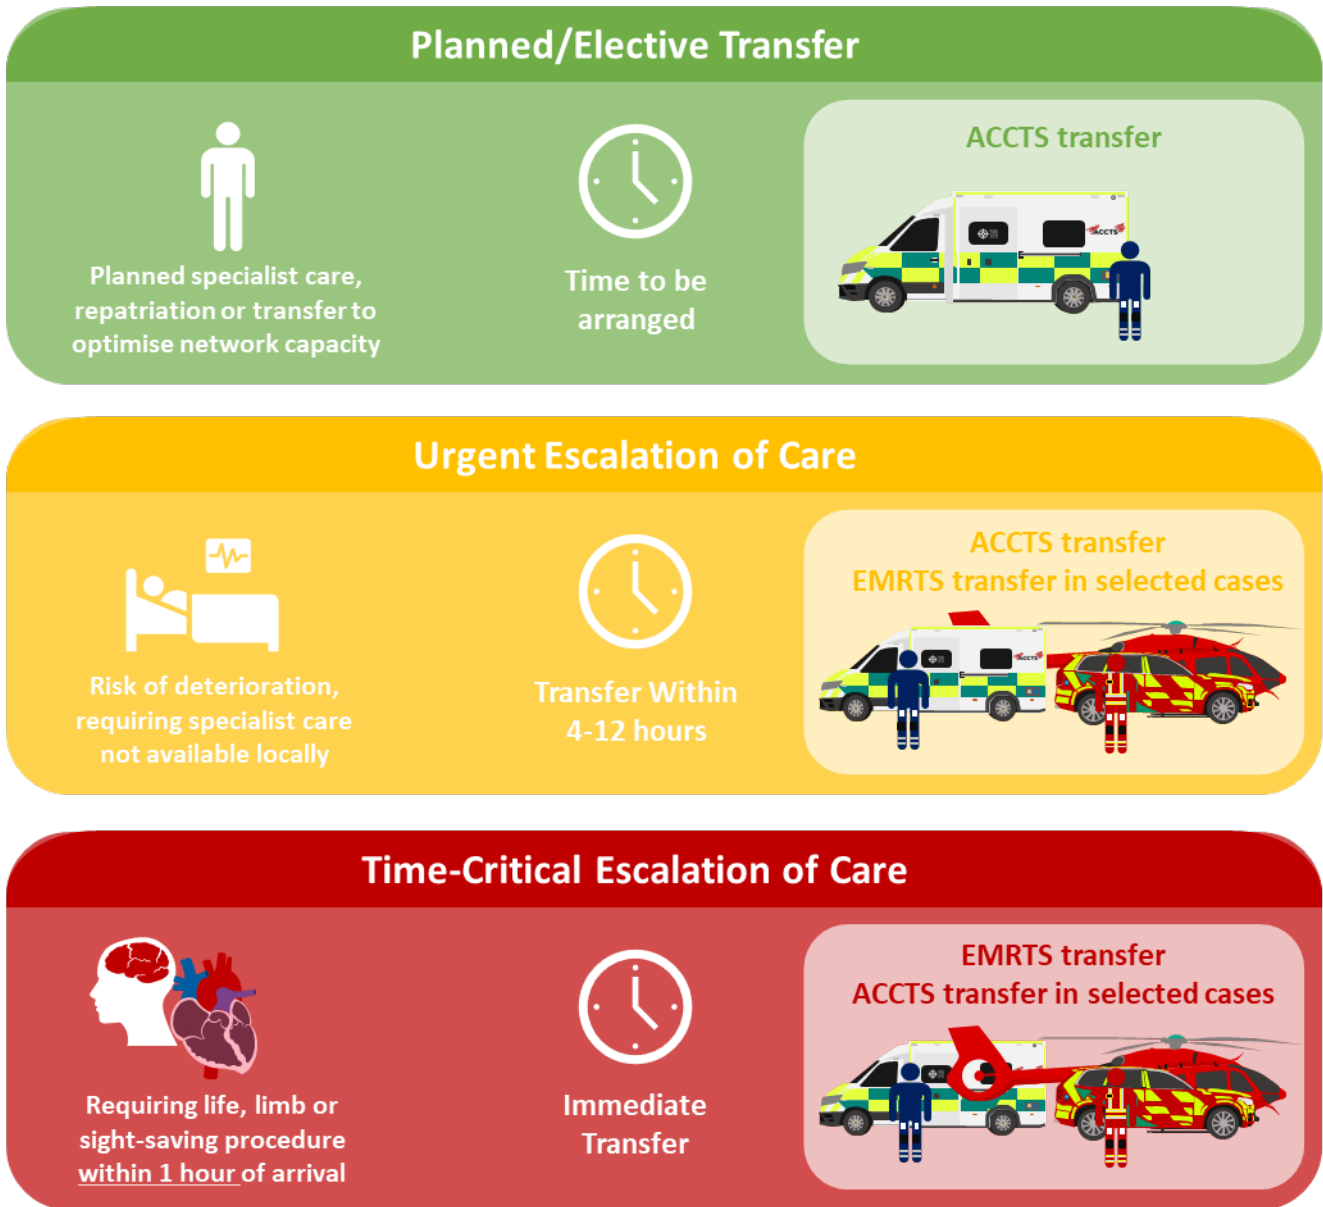 Planned/Elective Transfer
Planned specialist care,
repatriation or transfer to
optimise network capacity
Time to be
arranged
ACCTS transfer
ACCTS
Urgent Escalation of Care
Risk of deterioration,
requiring specialist care
not available locally
Transfer Within
4-12 hours
ACCTS transfer
EMRTS transfer in selected cases
ACCTS
Time-Critical Escalation of Care
Requiring life, limb or
sight-saving procedure
within 1 hour of arrival
Immediate
Transfer
EMRTS transfer
ACCTS transfer in selected cases